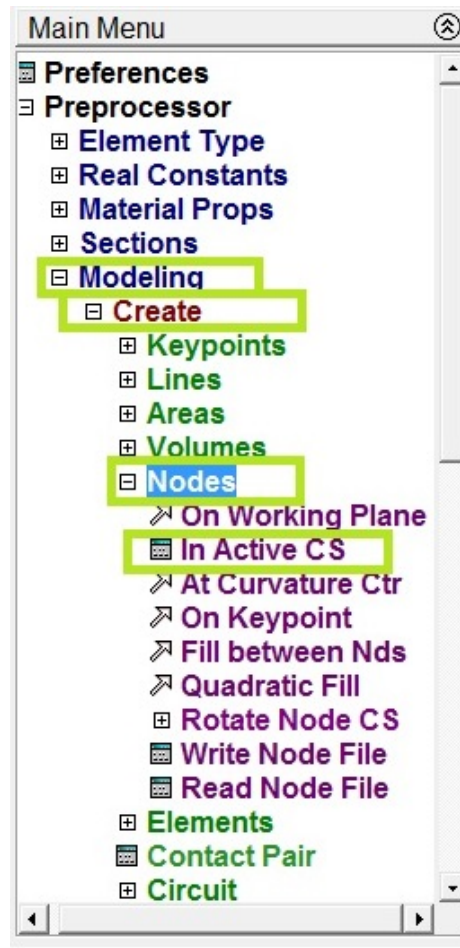 Main Menu
Preferences
Preprocessor
Element Type
Real Constants
Material Props
Sections
Modeling
Create
Keypoints
Lines
Areas
Volumes
Nodes
On Working Plane
In Active CS
At Curvature Ctr
On Keypoint
Fill between Nds
Quadratic Fill
Rotate Node CS
Write Node File
Read Node File
Elements
Contact Pair
Circuit